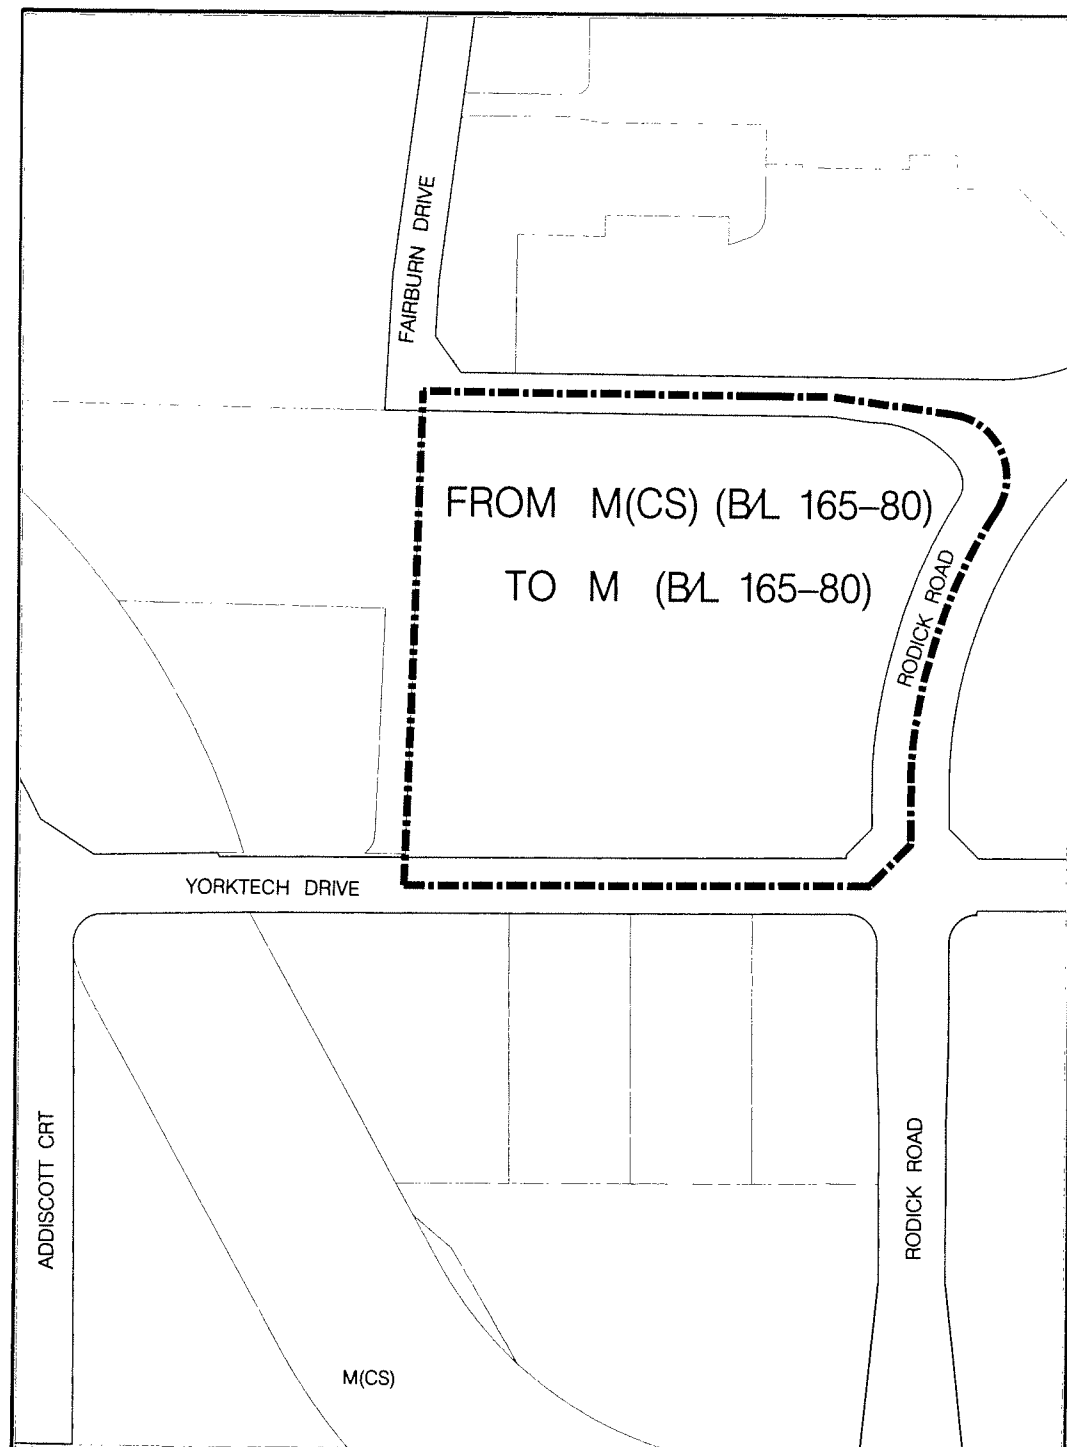 FAIRBURN DRIVE
FROM M(CS) (B/L 165-80)
TO M (B/L 165-80)
RODICK ROAD
YORKTECH DRIVE
ADDISCOTT CRT
RODICK ROAD
M(CS)